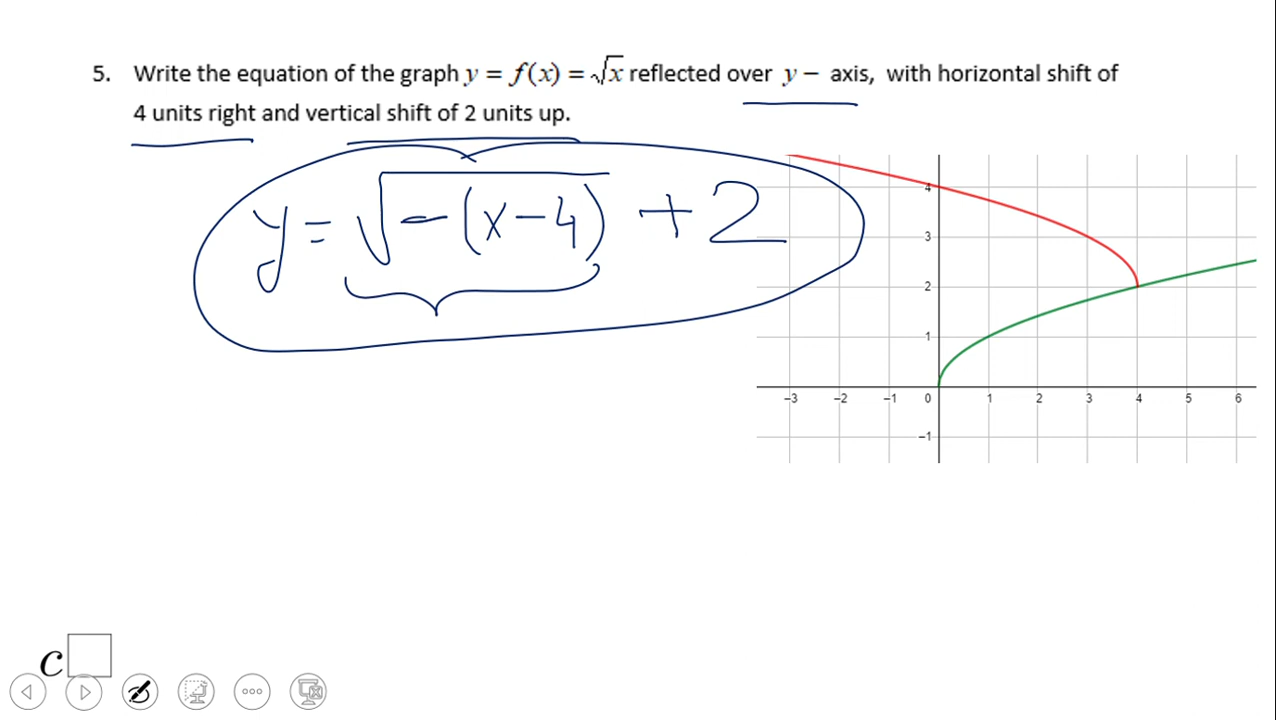 5. Write the equation of the graph y = f(x) = √x reflected over y − axis, with horizontal shift of
4 units right and vertical shift of 2 units up.
y = √−(x−4) + 2
4
3
2
1
−3 −2 −1 0 1 2 3 4 5 6
−1
c